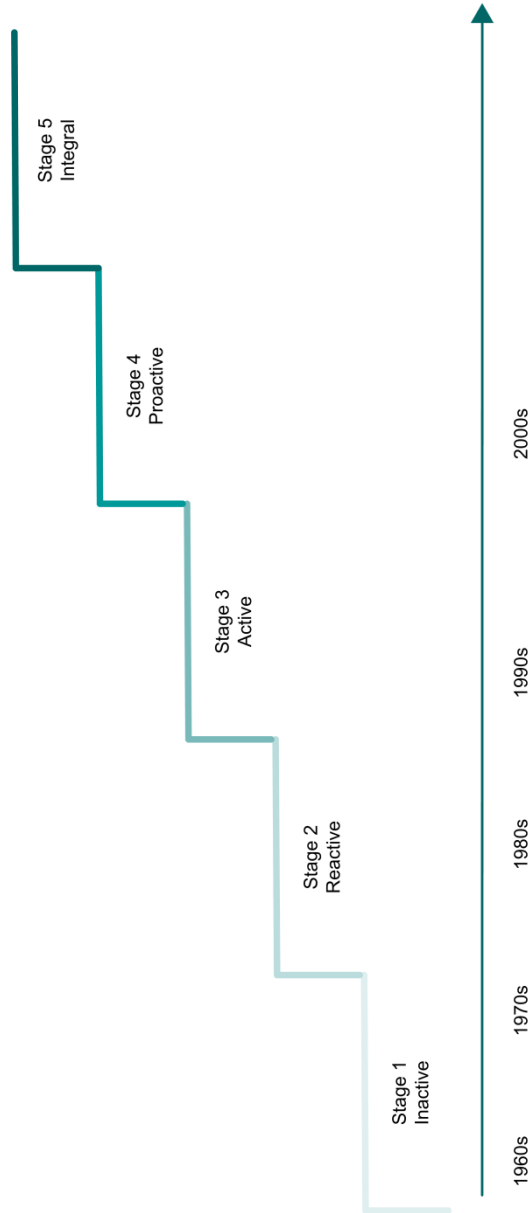 Stage 5
Integral
Stage 4
Proactive
Stage 3
Active
Stage 2
Reactive
Stage 1
Inactive
1960s
1970s
1980s
1990s
2000s